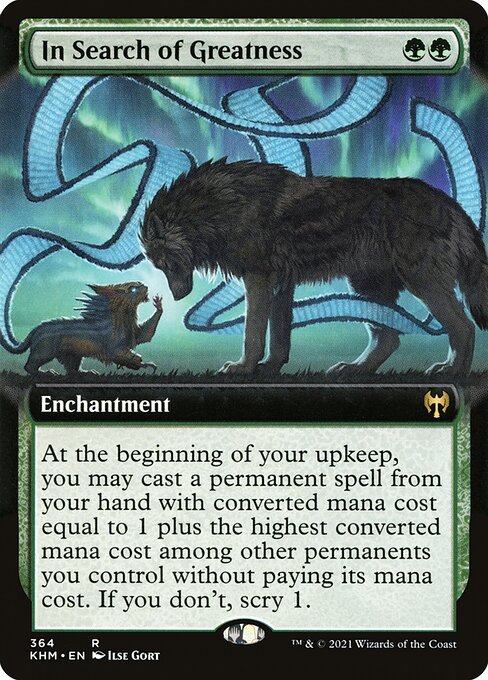 In Search of Greatness
Enchantment
At the beginning of your upkeep,
you may cast a permanent spell from
your hand with converted mana cost
equal to 1 plus the highest converted
mana cost among other permanents
you control without paying its mana
cost. If you don't, scry 1.
364 R
KHM • EN ILSE GORT
™ & © 2021 Wizards of the Coast